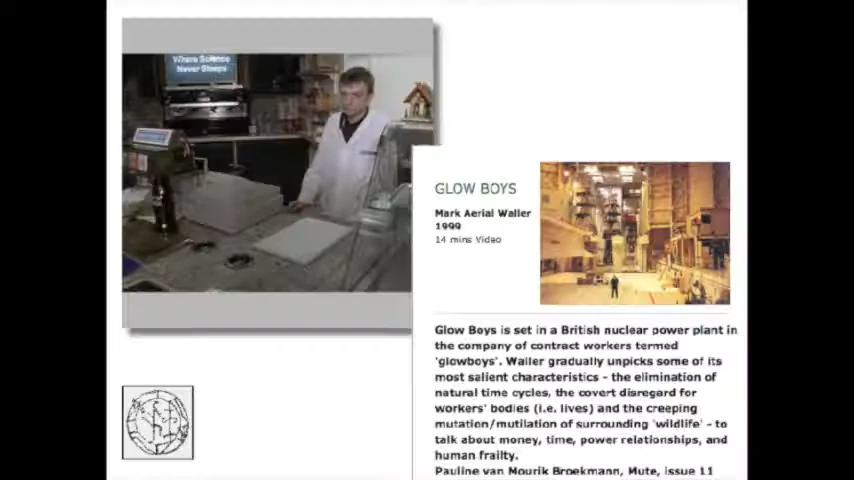 Where Science
Never Sleeps
GLOW BOYS
Mark Aerial Waller
1999
14 mins Video
Glow Boys is set in a British nuclear power plant in
the company of contract workers termed
'glowboys'. Waller gradually unpicks some of its
most salient characteristics - the elimination of
natural time cycles, the covert disregard for
workers' bodies (i.e. lives) and the creeping
mutation/mutilation of surrounding 'wildlife' - to
talk about money, time, power relationships, and
human frailty.
Pauline van Mourik Broekmann, Mute, issue 11